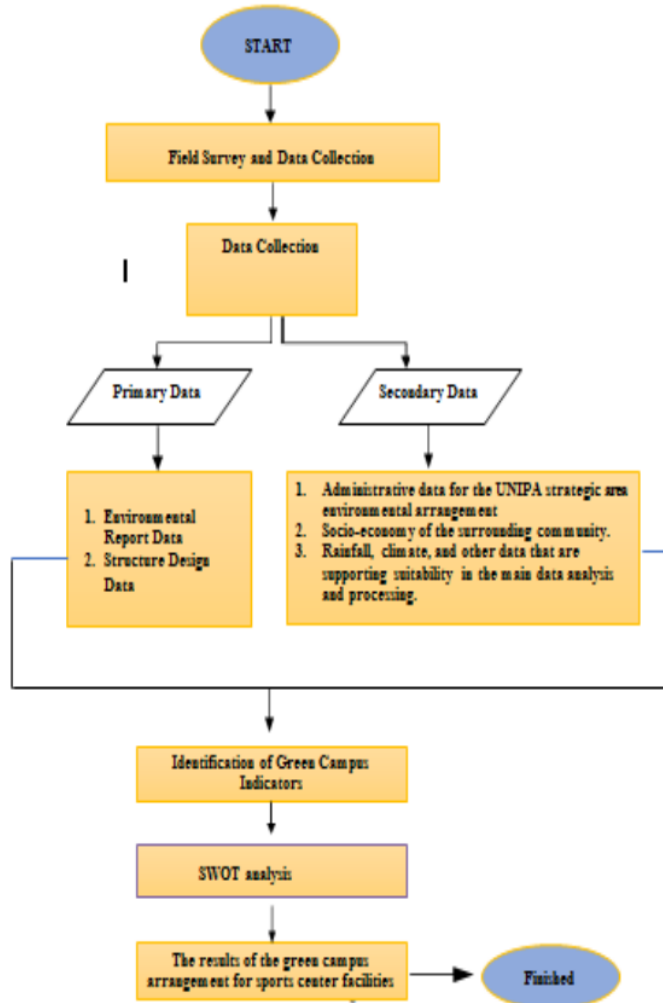 START
Field Survey and Data Collection
Data Collection
Primary Data
Secondary Data
1. Environmental
Report Data
2. Structure Design
Data
1. Administrative data for the UNIPA strategic area
environmental arrangement
2. Socio-economy of the surrounding community.
3. Rainfall, climate, and other data that are
supporting suitability in the main data analysis
and processing.
Identification of Green Campus
Indicators
SWOT analysis
The results of the green campus
arrangement for sports center facilities
Finished